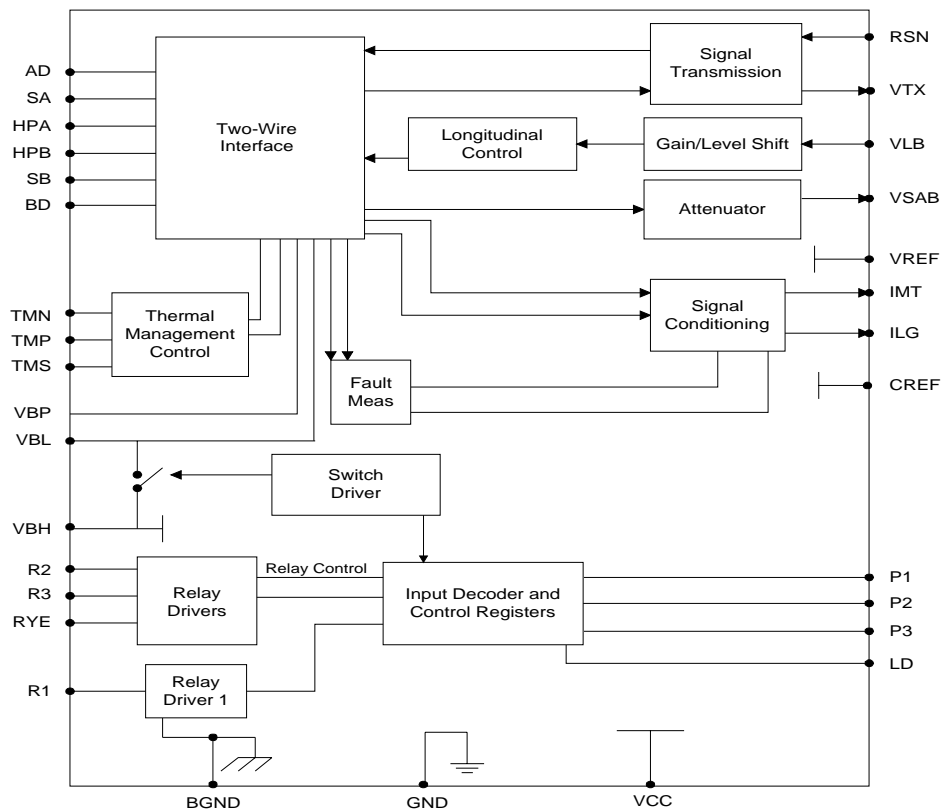 RSN
Signal
Transmission
AD
SA
VTX
HPA
Two-Wire
Interface
Longitudinal
Control
Gain/Level Shift
VLB
HPB
SB
BD
Attenuator
VSAB
VREF
IMT
TMN
Thermal
Management
Control
Signal
Conditioning
TMP
ILG
TMS
Fault
Meas
CREF
VBP
VBL
Switch
Driver
VBH
R2
Relay Control
P1
R3
Relay
Drivers
Input Decoder and
Control Registers
P2
RYE
P3
LD
R1
Relay
Driver 1
BGND
GND
VCC